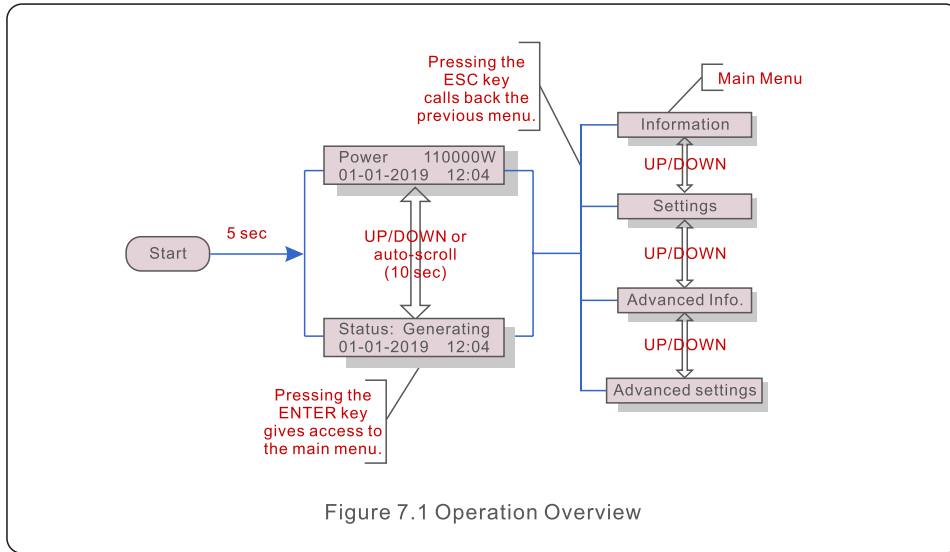 Pressing the
ESC key
calls back the
previous menu.
Main Menu
Information
UP/DOWN
Settings
UP/DOWN
Advanced Info.
UP/DOWN
Advanced settings
Power 110000W
01-01-2019 12:04
5 sec
Start
UP/DOWN or
auto-scroll
(10 sec)
Status: Generating
01-01-2019 12:04
Pressing the
ENTER key
gives access to
the main menu.
Figure 7.1 Operation Overview